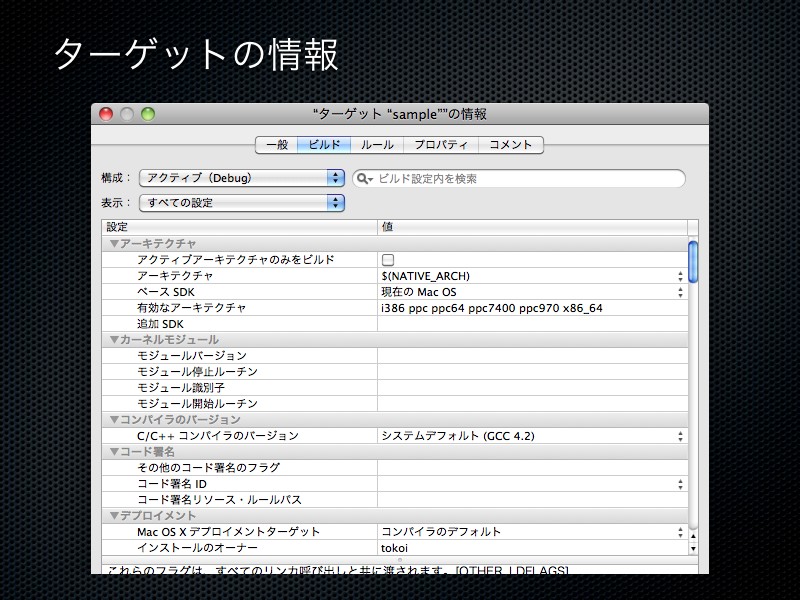 ターゲットの情報
“ターゲット “sample””の情報
一般 ビルド ルール プロパティ コメント
構成： アクティブ（Debug） ビルド設定内を検索
表示： すべての設定
設定 値
▼アーキテクチャ
アクティブアーキテクチャのみをビルド
アーキテクチャ $(NATIVE_ARCH)
ベース SDK 現在の Mac OS
有効なアーキテクチャ i386 ppc ppc64 ppc7400 ppc970 x86_64
追加 SDK
▼カーネルモジュール
モジュールバージョン
モジュール停止ルーチン
モジュール識別子
モジュール開始ルーチン
▼コンパイラのバージョン
C/C++ コンパイラのバージョン システムデフォルト (GCC 4.2)
▼コード署名
その他のコード署名のフラグ
コード署名 ID
コード署名リソース・ルールパス
▼デプロイメント
Mac OS X デプロイメントターゲット コンパイラのデフォルト
インストールのオーナー tokoi
これらのフラグは、すべてのリンカ呼び出しと共に渡されます。[OTHER_LDFLAGS]